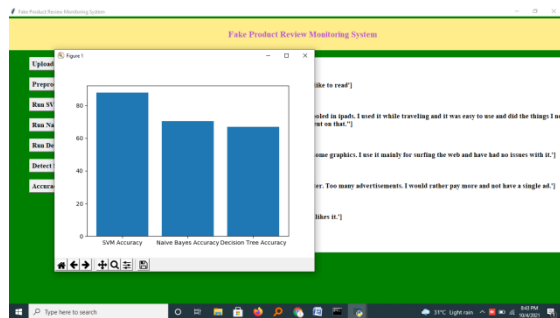 Fake Product Review Monitoring System
Fake Product Review Monitoring System
Figure 1
Upload
Prepro
Run SV
Run Na
Run De
Detect
Accura
like to read']
oled in ipads. I used it while traveling and it was easy to use and did the things I ne
ent on that."]
ome graphics. I use it mainly for surfing the web and have had no issues with it.']
er. Too many advertisements. I would rather pay more and not have a single ad.']
likes it.']
80
60
40
20
0
SVM Accuracy Naive Bayes Accuracy Decision Tree Accuracy
Type here to search
31°C Light rain
8:43 PM
10/4/2021